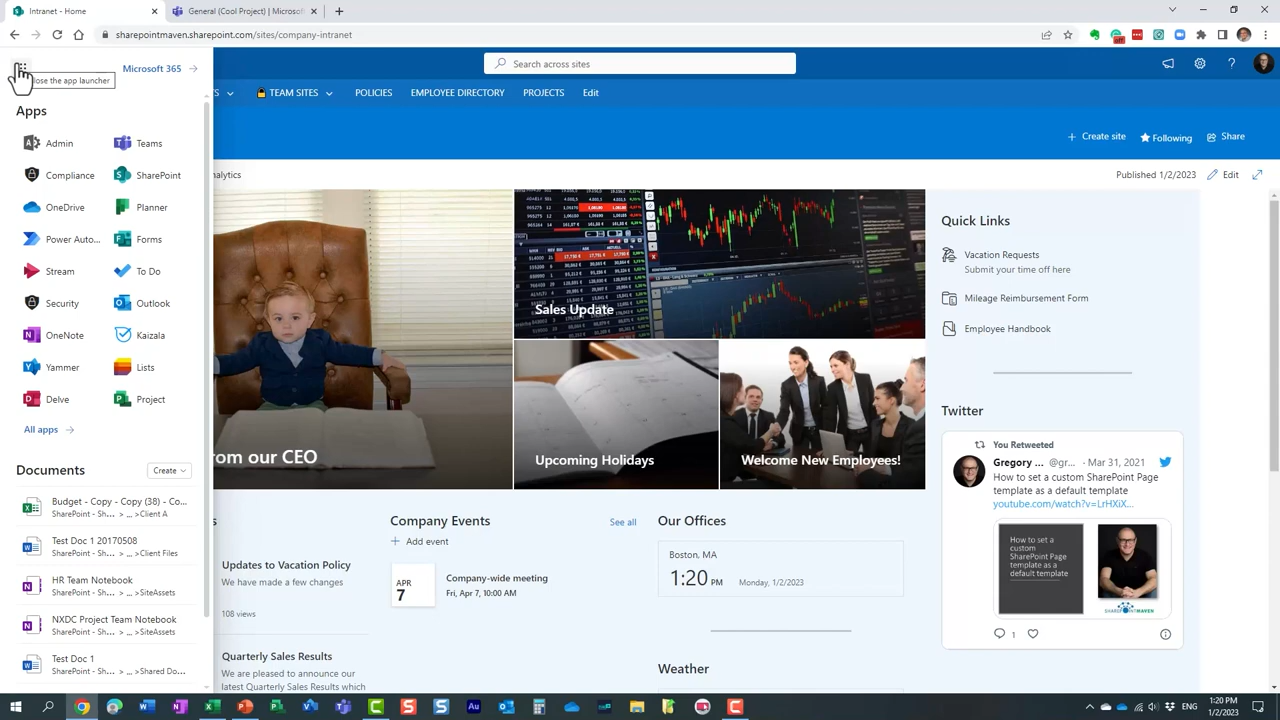 Intranet - Home
General (Cool Project) | Microsoft
sharepointmaven.com/sites/company-intranet
Microsoft 365
lose the app launcher
Search across sites
TEAM SITES
POLICIES
EMPLOYEE DIRECTORY
PROJECTS
Edit
Create site
Following
Share
nalytics
Published 1/2/2023
Edit
Apps
Admin
Teams
Compliance
SharePoint
OneDrive
Planner
Power Auto...
Forms
Stream
To Do
Security
Outlook
OneNote
Kaizala
Yammer
Lists
Delve
Project
All apps
Documents
Create
Budget - Copy - Copy (38) - Co...
SharePoint - Sh... > ... >...Client A
Test Doc 1 20170508
SharePoint - Sh... > ... >...Client Files
HR Team Notebook
SharePoint - Sh... > ... >...SiteAssets
NXDC Project Team Notebook
SharePoint - Sh... > ... >...SiteAssets
Test Doc 1
SharePoint - Sh... > ... >...Shared Do...
rom our CEO
Sales Update
Upcoming Holidays
Welcome New Employees!
Updates to Vacation Policy
We have made a few changes
108 views
Quarterly Sales Results
We are pleased to announce our
latest Quarterly Sales Results which
Company Events
See all
Add event
APR
7
Company-wide meeting
Fri, Apr 7, 10:00 AM
Our Offices
Boston, MA
1:20 PM
Monday, 1/2/2023
Weather
Quick Links
Vacation Requests
Submit your time off here
Mileage Reimbursement Form
Employee Handbook
Twitter
You Retweeted
Gregory ... @gr... · Mar 31, 2021
How to set a custom SharePoint Page
template as a default template
youtube.com/watch?v=LrHXiX...
How to set a
custom
SharePoint Page
template as a
default template
SHAREPOINTMAVEN
1
ENG
1:20 PM
1/2/2023